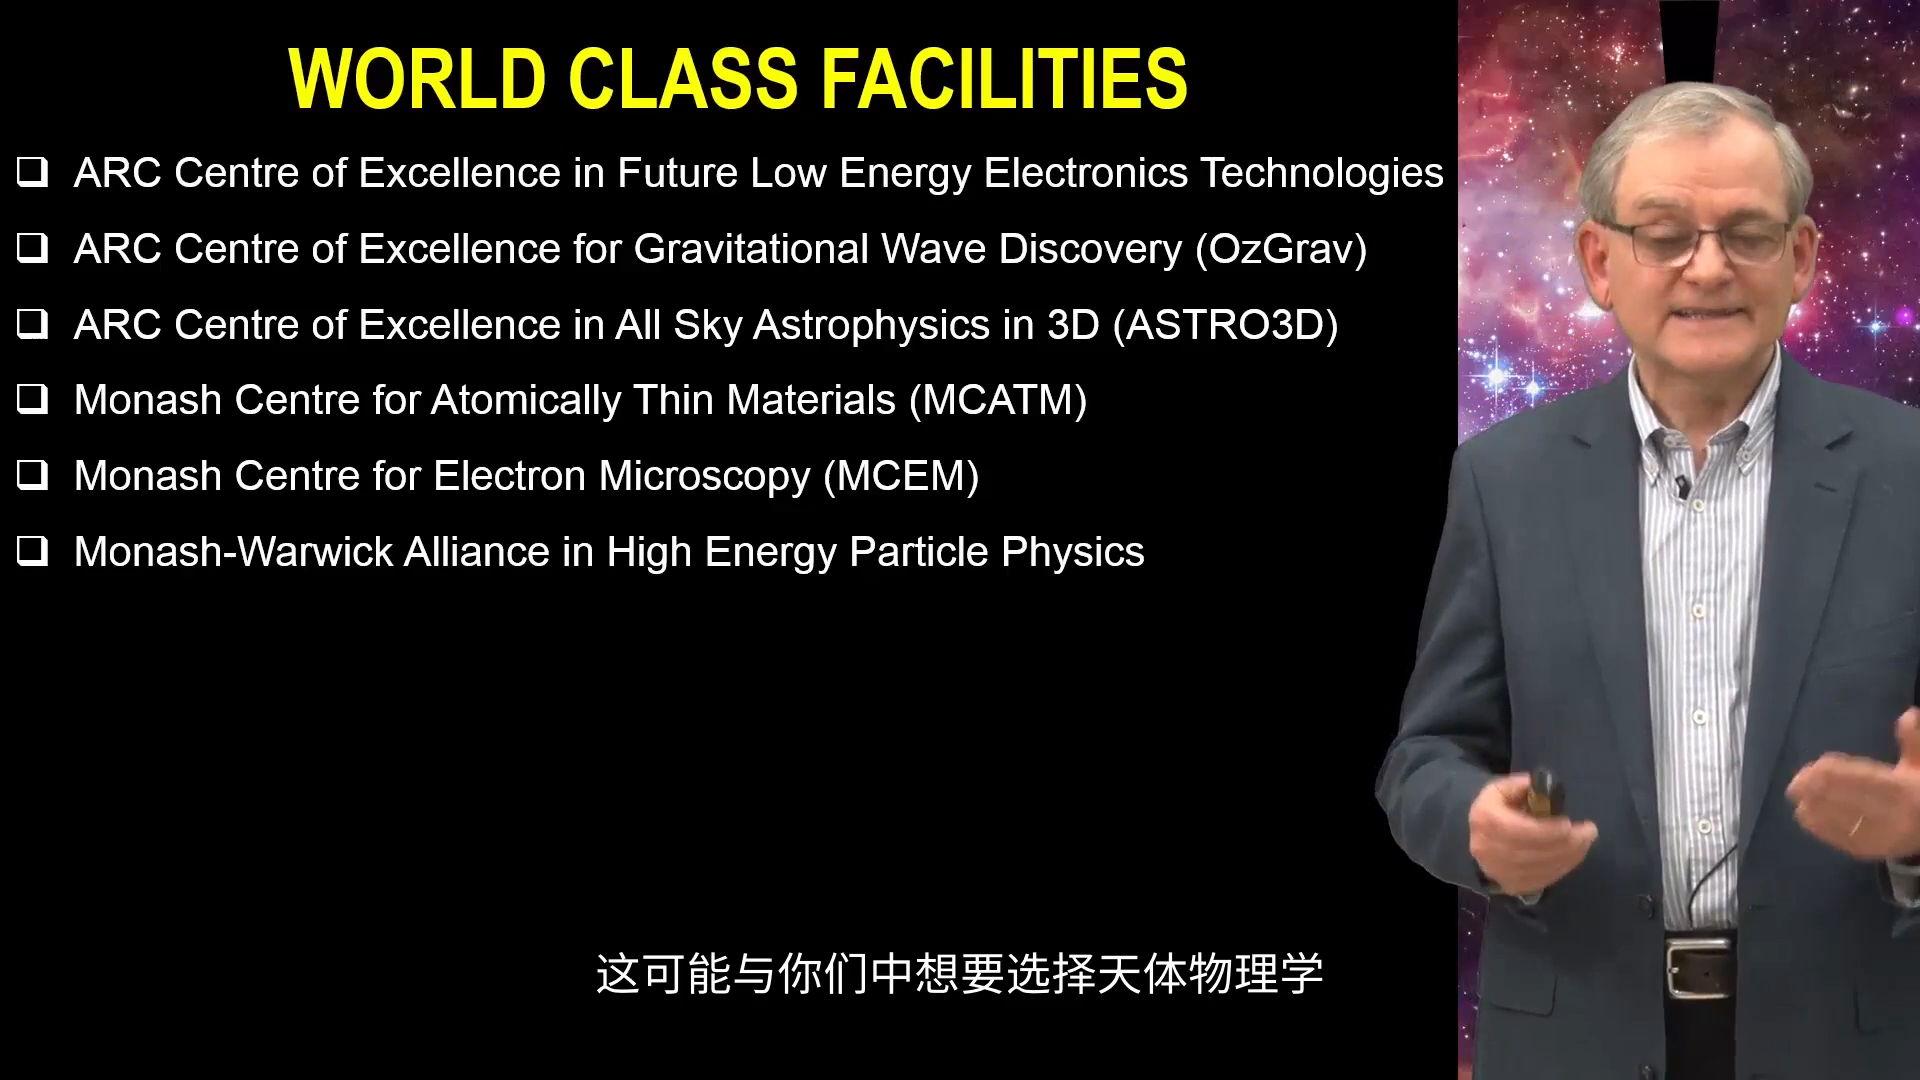 WORLD CLASS FACILITIES
❑ ARC Centre of Excellence in Future Low Energy Electronics Technologies
❑ ARC Centre of Excellence for Gravitational Wave Discovery (OzGrav)
❑ ARC Centre of Excellence in All Sky Astrophysics in 3D (ASTRO3D)
❑ Monash Centre for Atomically Thin Materials (MCATM)
❑ Monash Centre for Electron Microscopy (MCEM)
❑ Monash-Warwick Alliance in High Energy Particle Physics
这可能与你们中想要选择天体物理学